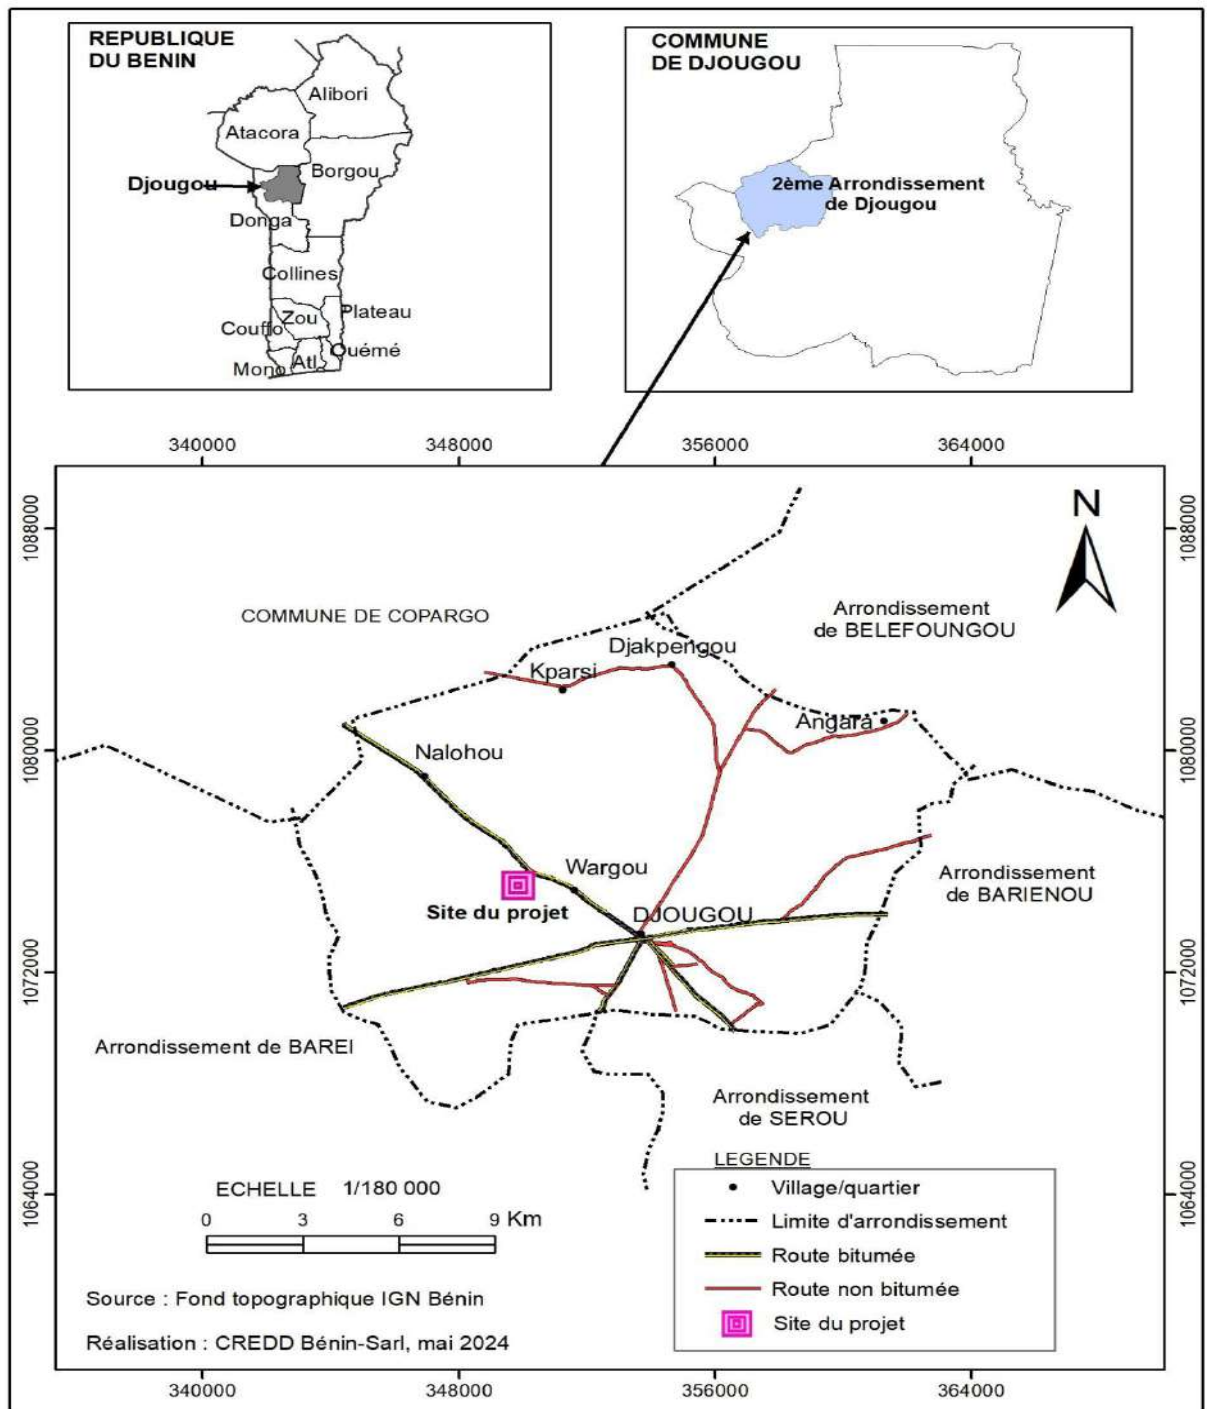 REPUBLIQUE
DU BENIN
Alibori
Atacora
Borgou
Djougou
Donga
Collines
Plateau
Zou
Couffo
Ouémé
Atl
Mono
COMMUNE
DE DJOUGOU
2ème Arrondissement
de Djougou
340000
348000
356000
364000
1088000
1088000
N
COMMUNE DE COPARGO
Arrondissement
de BELEFOUNGOU
Djakpengou
Kparsi
Angara
1080000
1080000
Nalohou
Wargou
Arrondissement
de BARIENOU
Site du projet
DJOUGOU
1072000
1072000
Arrondissement de BAREI
Arrondissement
de SEROU
LEGENDE
1064000
1064000
ECHELLE 1/180 000
0 3 6 9 Km
Village/quartier
Limite d'arrondissement
Route bitumée
Route non bitumée
Site du projet
Source : Fond topographique IGN Bénin
Réalisation : CREDD Bénin-Sarl, mai 2024
340000
348000
356000
364000